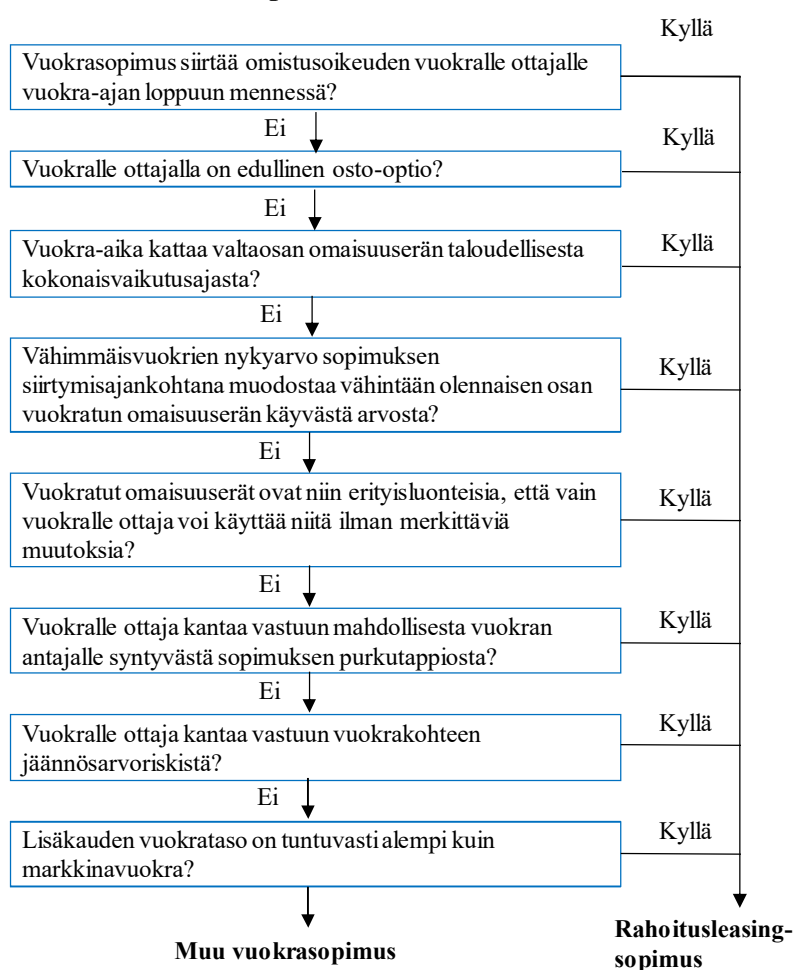 Kyllä
Vuokrasopimus siirtää omistusoikeuden vuokralle ottajalle
vuokra-ajan loppuun mennessä?
Ei
Kyllä
Vuokralle ottajalla on edullinen osto-optio?
Ei
Kyllä
Vuokra-aika kattaa valtaosan omaisuuserän taloudellisesta
kokonaisvaikutusajasta?
Ei
Kyllä
Vähimmäisvuokrien nykyarvo sopimuksen
siirtymisajankohtana muodostaa vähintään olennaisen osan
vuokratun omaisuuserän käyvästä arvosta?
Ei
Kyllä
Vuokratut omaisuuserät ovat niin erityisluonteisia, että vain
vuokralle ottaja voi käyttää niitä ilman merkittäviä
muutoksia?
Ei
Kyllä
Vuokralle ottaja kantaa vastuun mahdollisesta vuokran
antajalle syntyvästä sopimuksen purkutappiosta?
Ei
Kyllä
Vuokralle ottaja kantaa vastuun vuokrakohteen
jäännösarvoriskistä?
Ei
Kyllä
Lisäkauden vuokrataso on tuntuvasti alempi kuin
markkinavuokra?
Muu vuokrasopimus
Rahoitusleasing-
sopimus